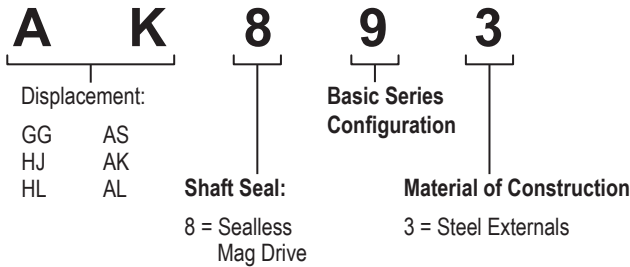 A K 8 9 3
Displacement:
GG AS
HJ AK
HL AL
Basic Series
Configuration
Shaft Seal:
8 = Sealless
Mag Drive
Material of Construction
3 = Steel Externals